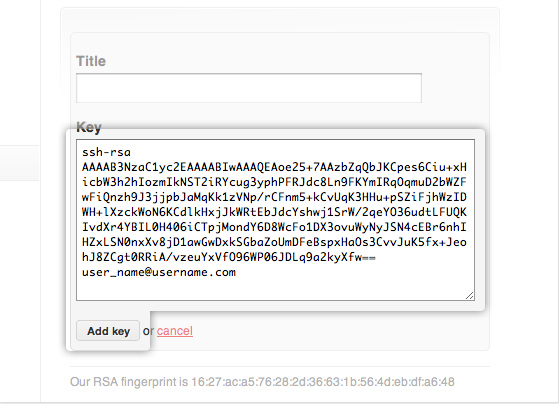 Title
Key
ssh-rsa
AAAAB3NzaC1yc2EAAAABIwAAAQEAoe25+7AAzbZqQbJKCpes6Ciu+xH
icbW3h2hIozmIkNST2iRYcug3yphPFRJdc8Ln9FKYmIRqOqmuD2bWZF
wFiQnzh9J3jjpbJaMqKk1zVNp/rCFnm5+kCvUqK3HHu+pSZiFjhWzID
WH+lXzckWoN6KCdlkHxjJkWRtEbJdcYshwj1SrW/2qeYO36udtLFUQK
IvdXr4YBIL0H406iCTpjMondY6D8WcFo1DX3ovuWyNyJSN4cEBr6nhI
HZxLSN0nxXv8jD1awGwDxkSGbaZoUmDFeBspxHaOs3CvvJuK5fx+Jeo
hJ8ZCgt0RRiA/vzeuYxVfO96WP06JDLq9a2kyXfw==
user_name@username.com
Add key or cancel
Our RSA fingerprint is 16:27:ac:a5:76:28:2d:36:63:1b:56:4d:eb:df:a6:48